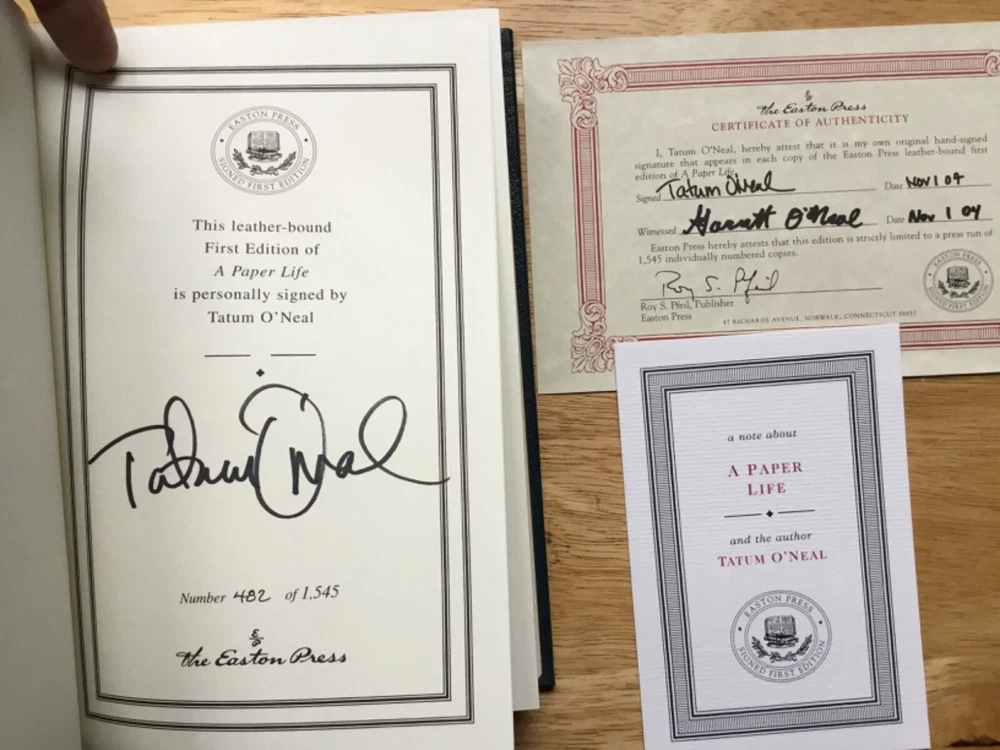 EASTON PRESS
SIGNED FIRST EDITION
This leather-bound
First Edition of
A Paper Life
is personally signed by
Tatum O'Neal
Tatum O'Neal
Number 482 of 1,545
the Easton Press
the Easton Press
CERTIFICATE OF AUTHENTICITY
I, Tatum O'Neal, hereby attest that it is my own original hand-signed
signature that appears in each copy of the Easton Press leather-bound first
edition of A Paper Life.
Signed Tatum O'Neal Date NOV 1 04
Witnessed Garrett O'Neal Date Nov 1 04
Easton Press hereby attests that this edition is strictly limited to a press run of
1,545 individually numbered copies.
Roy S. Pfeil
Roy S. Pfeil, Publisher
Easton Press
47 RICHARDS AVENUE, NORWALK, CONNECTICUT 06857
EASTON PRESS
SIGNED FIRST EDITION
a note about
A PAPER
LIFE
and the author
TATUM O'NEAL
EASTON PRESS
SIGNED FIRST EDITION